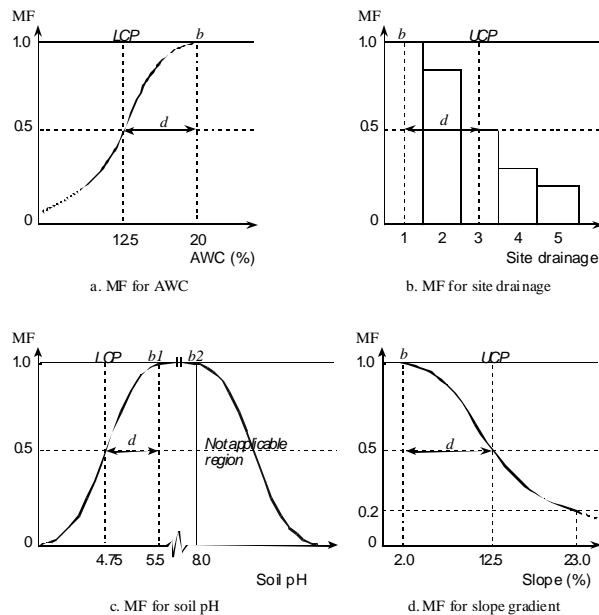 MF
LCP
b
1.0
0.5
d
0
12.5
20
AWC (%)
a. MF for AWC
MF
b
UCP
1.0
0.5
d
0
1 2 3 4 5
Site drainage
b. MF for site drainage
MF
LCP
b1
b2
1.0
0.5
d
Not applicable
region
0
4.75
5.5
8.0
Soil pH
c. MF for soil pH
MF
b
UCP
1.0
0.5
d
0.2
0
2.0
12.5
23.0
Slope (%)
d. MF for slope gradient